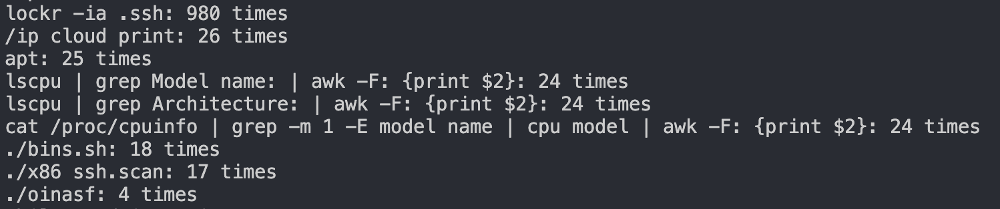 lockr -ia .ssh: 980 times
/ip cloud print: 26 times
apt: 25 times
lscpu | grep Model name: | awk -F: {print $2}: 24 times
lscpu | grep Architecture: | awk -F: {print $2}: 24 times
cat /proc/cpuinfo | grep -m 1 -E model name | cpu model | awk -F: {print $2}: 24 times
./bins.sh: 18 times
./x86 ssh.scan: 17 times
./oinasf: 4 times